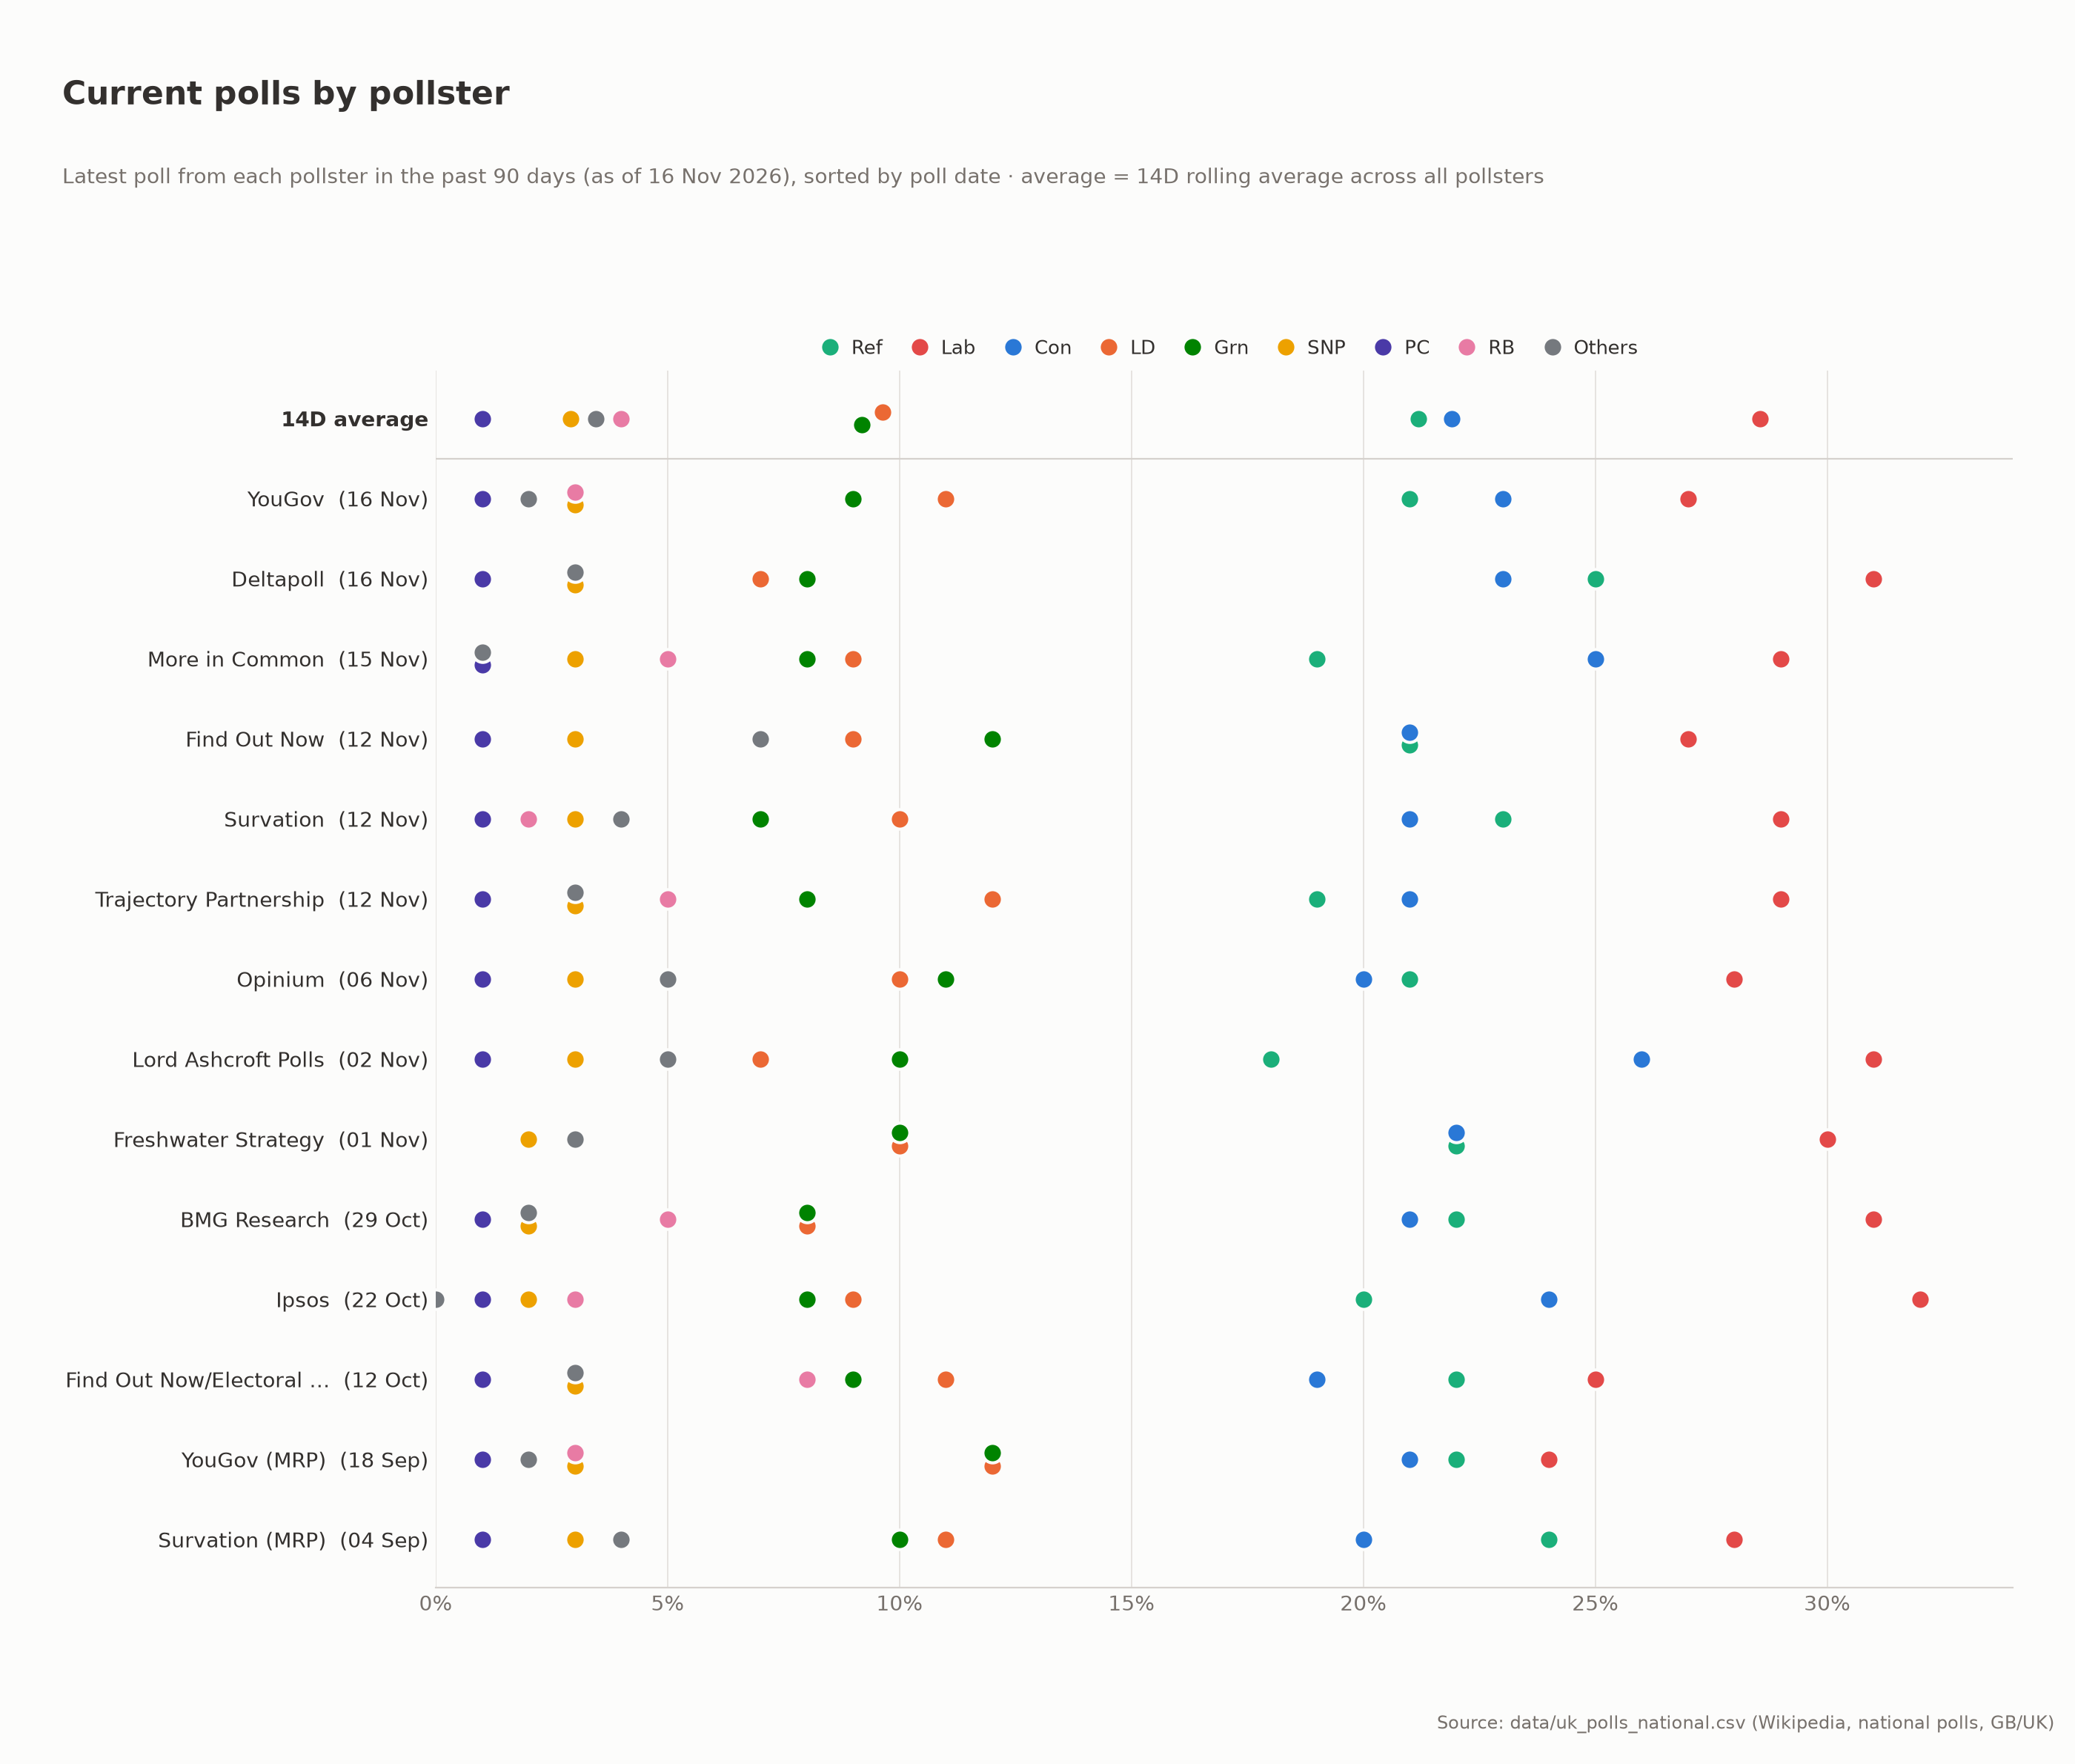 Current polls by pollster
Latest poll from each pollster in the past 90 days (as of 16 Nov 2026), sorted by poll date · average = 14D rolling average across all pollsters
Ref Lab Con LD Grn SNP PC RB Others
14D average
YouGov (16 Nov)
Deltapoll (16 Nov)
More in Common (15 Nov)
Find Out Now (12 Nov)
Survation (12 Nov)
Trajectory Partnership (12 Nov)
Opinium (06 Nov)
Lord Ashcroft Polls (02 Nov)
Freshwater Strategy (01 Nov)
BMG Research (29 Oct)
Ipsos (22 Oct)
Find Out Now/Electoral ... (12 Oct)
YouGov (MRP) (18 Sep)
Survation (MRP) (04 Sep)
0% 5% 10% 15% 20% 25% 30%
Source: data/uk_polls_national.csv (Wikipedia, national polls, GB/UK)